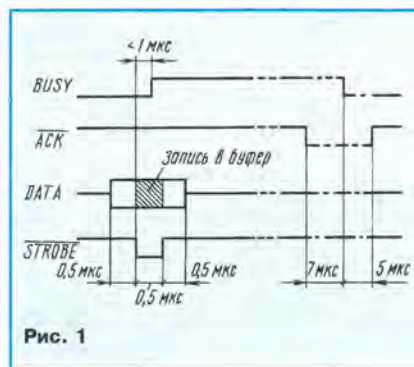 <1 мкс
BUSY
ACK
Запись в буфер
DATA
STROBE
0,5 мкс
0,5 мкс
0,5 мкс
7 мкс
5 мкс
Рис. 1